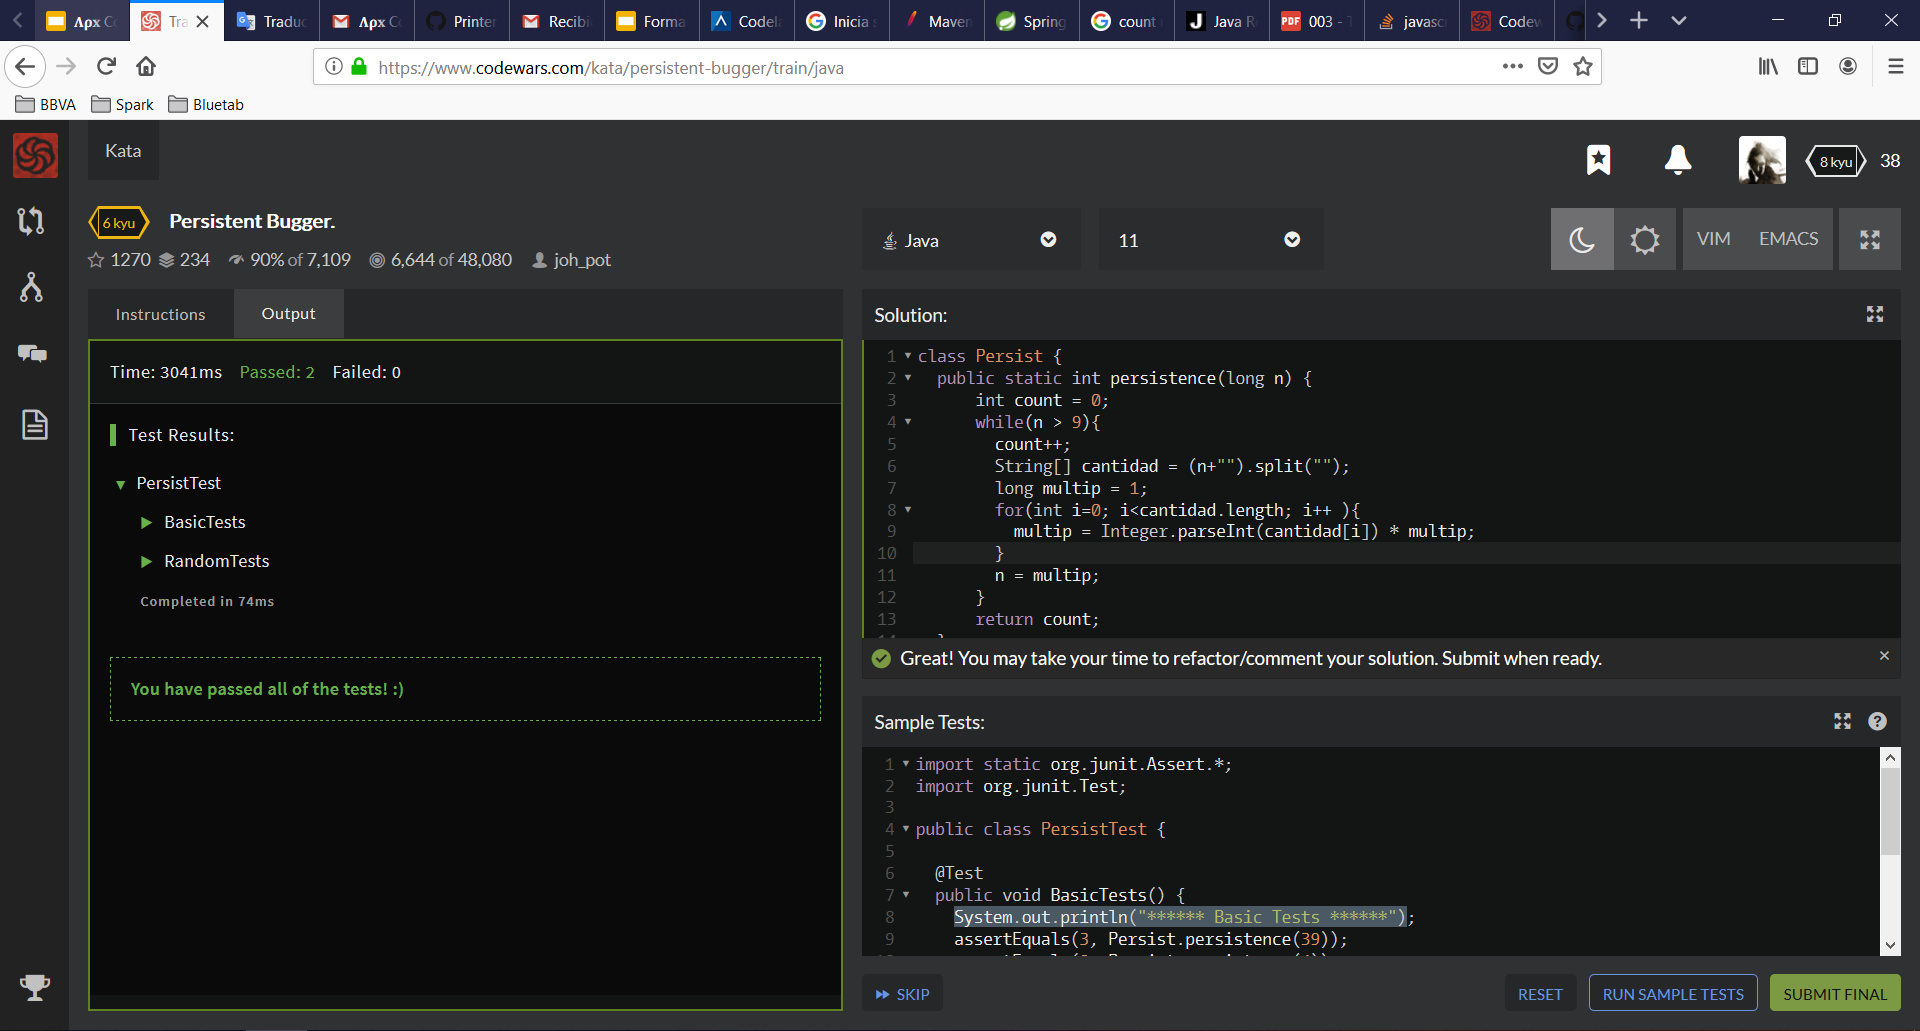 Λρχ Co
Tra
Traduc
Λρχ Co
Printer
Recibi
Forma
Codela
Inicia s
Maven
Spring
count
Java R
PDF 003 - T
javascr
Codew
https://www.codewars.com/kata/persistent-bugger/train/java
BBVA Spark Bluetab
Kata
8 kyu 38
6 kyu Persistent Bugger.
1270 234 90% of 7,109 6,644 of 48,080 joh_pot
Java 11 VIM EMACS
Instructions Output
Time: 3041ms Passed: 2 Failed: 0
Test Results:
PersistTest
BasicTests
RandomTests
Completed in 74ms
You have passed all of the tests! :)
Solution:
1 class Persist {
2 public static int persistence(long n) {
3 int count = 0;
4 while(n > 9){
5 count++;
6 String[] cantidad = (n+"").split("");
7 long multip = 1;
8 for(int i=0; i<cantidad.length; i++ ){
9 multip = Integer.parseInt(cantidad[i]) * multip;
10 }
11 n = multip;
12 }
13 return count;
Great! You may take your time to refactor/comment your solution. Submit when ready.
Sample Tests:
1 import static org.junit.Assert.*;
2 import org.junit.Test;
3
4 public class PersistTest {
5
6 @Test
7 public void BasicTests() {
8 System.out.println("****** Basic Tests ******");
9 assertEquals(3, Persist.persistence(39));
SKIP RESET RUN SAMPLE TESTS SUBMIT FINAL